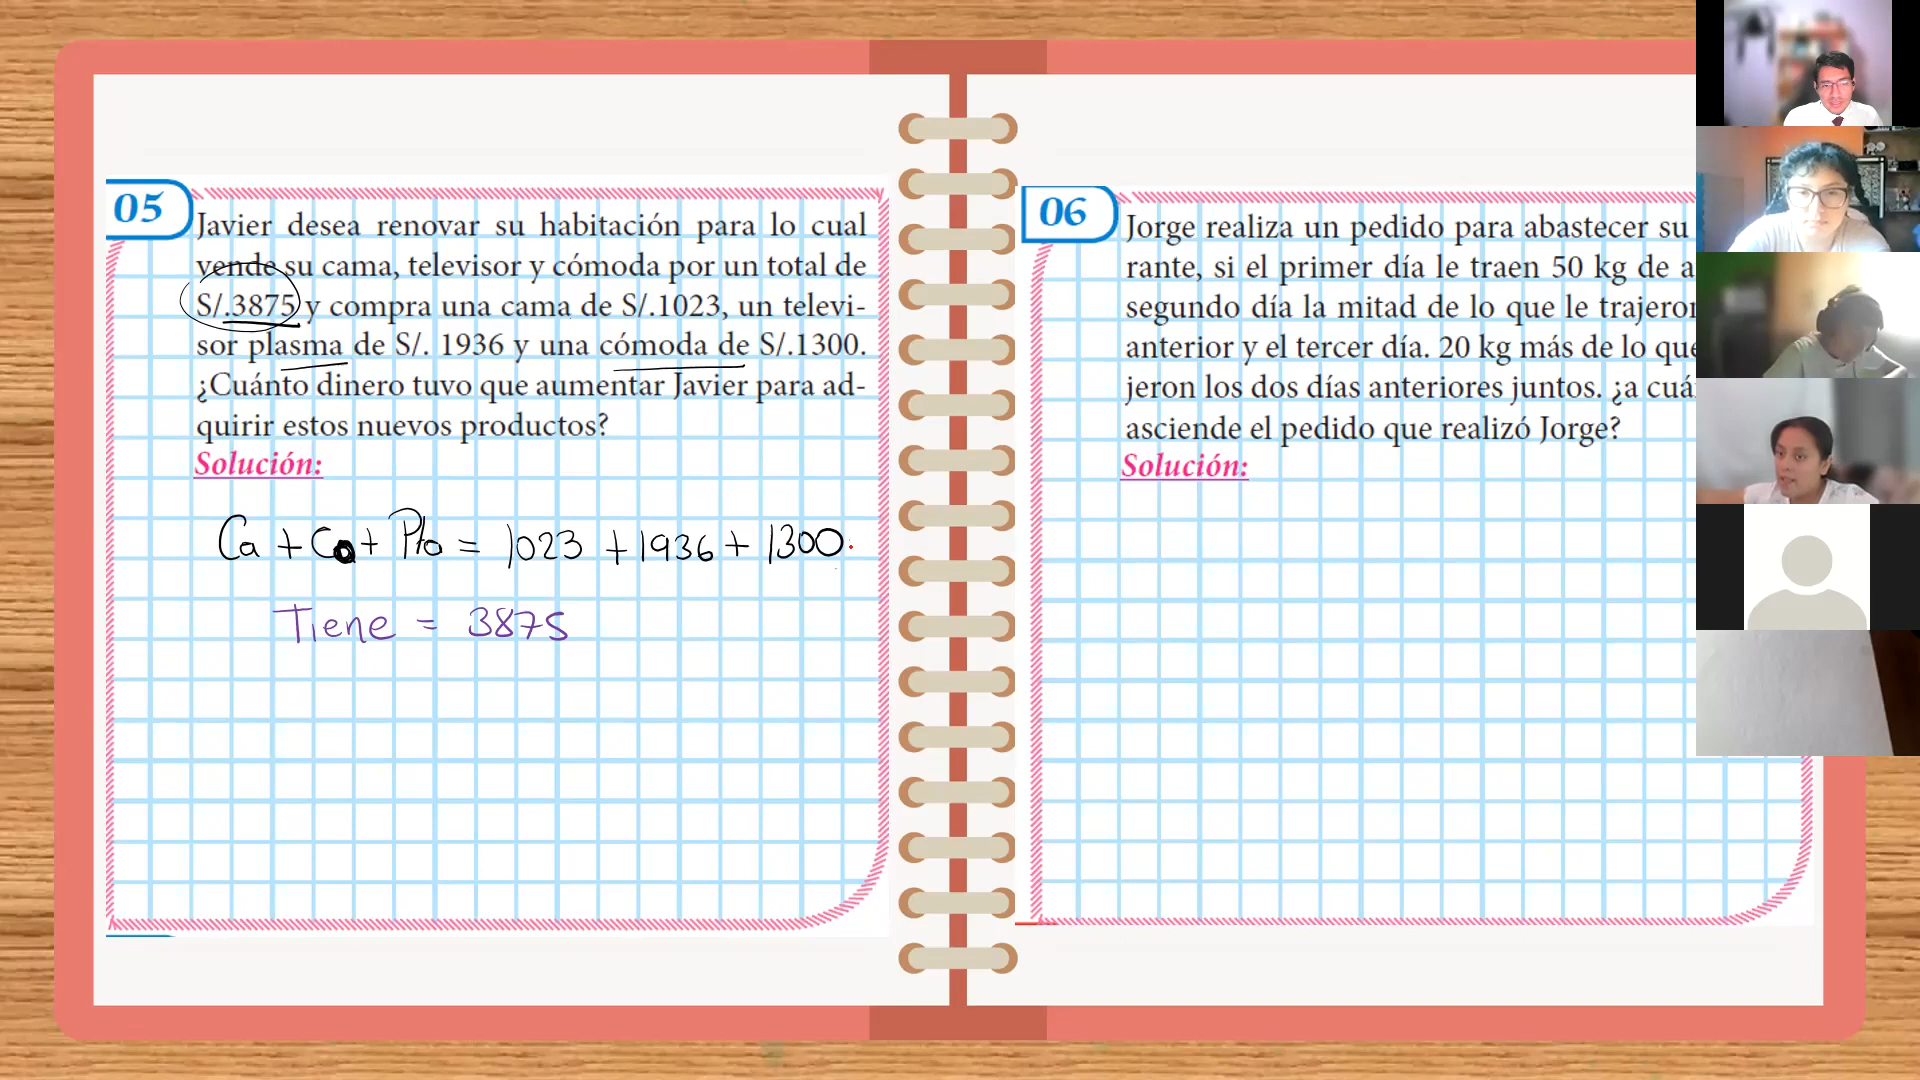 05
Javier desea renovar su habitación para lo cual
vende su cama, televisor y cómoda por un total de
S/.3875 y compra una cama de S/.1023, un televi-
sor plasma de S/. 1936 y una cómoda de S/.1300.
¿Cuánto dinero tuvo que aumentar Javier para ad-
quirir estos nuevos productos?
Solución:
Ca + Co + Pto = 1023 + 1936 + 1300
Tiene = 3875
06
Jorge realiza un pedido para abastecer su
rante, si el primer día le traen 50 kg de a
segundo día la mitad de lo que le trajeron
anterior y el tercer día. 20 kg más de lo que
jeron los dos días anteriores juntos. ¿a cuá
asciende el pedido que realizó Jorge?
Solución: